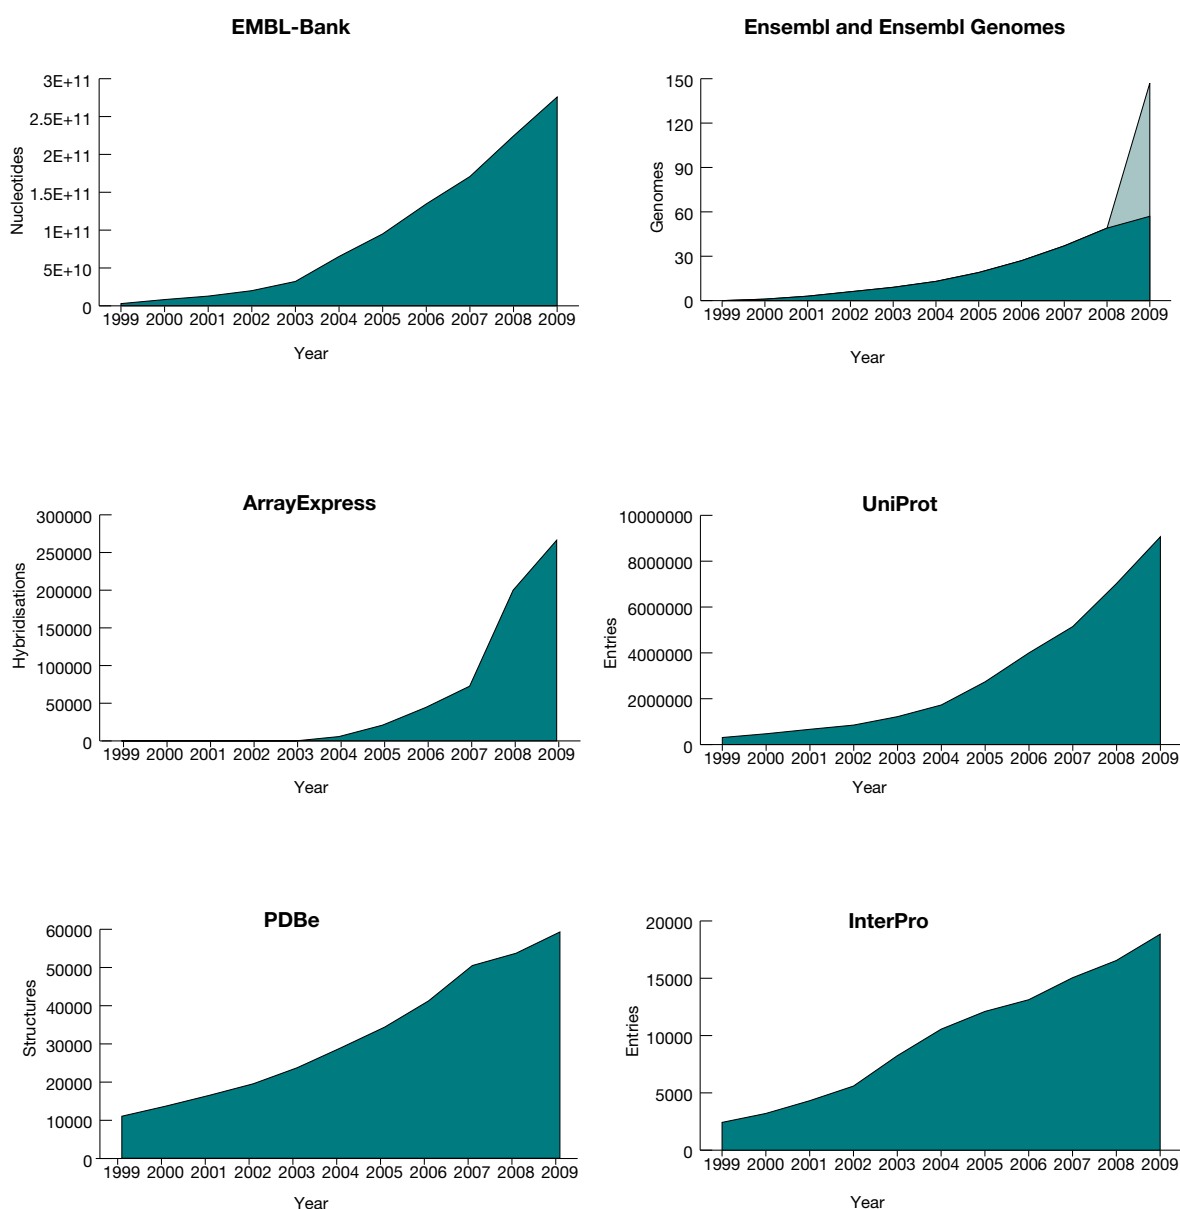 EMBL-Bank
3E+11
2.5E+11
2E+11
1.5E+11
1E+11
5E+10
0
Nucleotides
1999 2000 2001 2002 2003 2004 2005 2006 2007 2008 2009
Year
Ensembl and Ensembl Genomes
150
120
90
60
30
0
Genomes
1999 2000 2001 2002 2003 2004 2005 2006 2007 2008 2009
Year
ArrayExpress
300000
250000
200000
150000
100000
50000
0
Hybridisations
1999 2000 2001 2002 2003 2004 2005 2006 2007 2008 2009
Year
UniProt
10000000
8000000
6000000
4000000
2000000
0
Entries
1999 2000 2001 2002 2003 2004 2005 2006 2007 2008 2009
Year
PDBe
60000
50000
40000
30000
20000
10000
0
Structures
1999 2000 2001 2002 2003 2004 2005 2006 2007 2008 2009
Year
InterPro
20000
15000
10000
5000
0
Entries
1999 2000 2001 2002 2003 2004 2005 2006 2007 2008 2009
Year